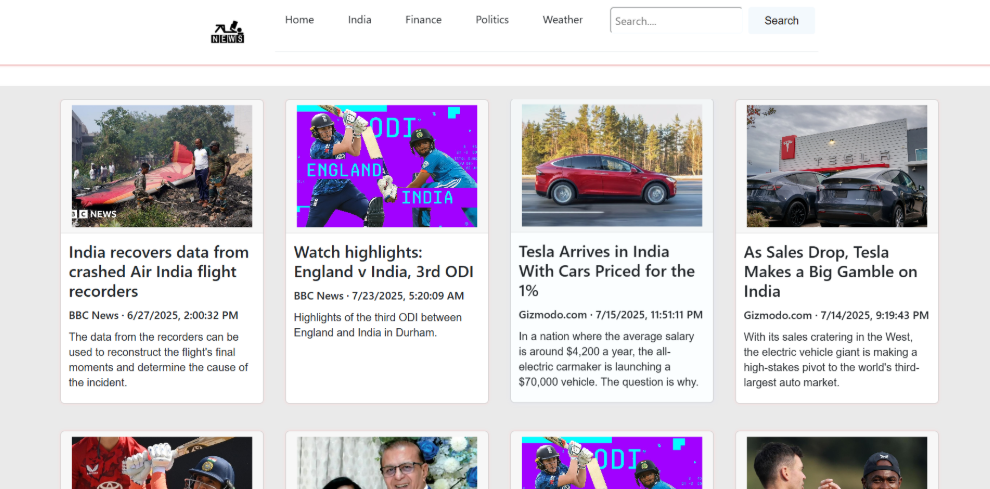 Home India Finance Politics Weather Search.... Search
NEWS
TESLA
BBC NEWS
ODI
ENGLAND
INDIA
India recovers data from
crashed Air India flight
recorders
BBC News · 6/27/2025, 2:00:32 PM
The data from the recorders can be
used to reconstruct the flight's final
moments and determine the cause of
the incident.
Watch highlights:
England v India, 3rd ODI
BBC News · 7/23/2025, 5:20:09 AM
Highlights of the third ODI between
England and India in Durham.
Tesla Arrives in India
With Cars Priced for the
1%
Gizmodo.com · 7/15/2025, 11:51:11 PM
In a nation where the average salary
is around $4,200 a year, the all-
electric carmaker is launching a
$70,000 vehicle. The question is why.
As Sales Drop, Tesla
Makes a Big Gamble on
India
Gizmodo.com · 7/14/2025, 9:19:43 PM
With its sales cratering in the West,
the electric vehicle giant is making a
high-stakes pivot to the world's third-
largest auto market.
ODI